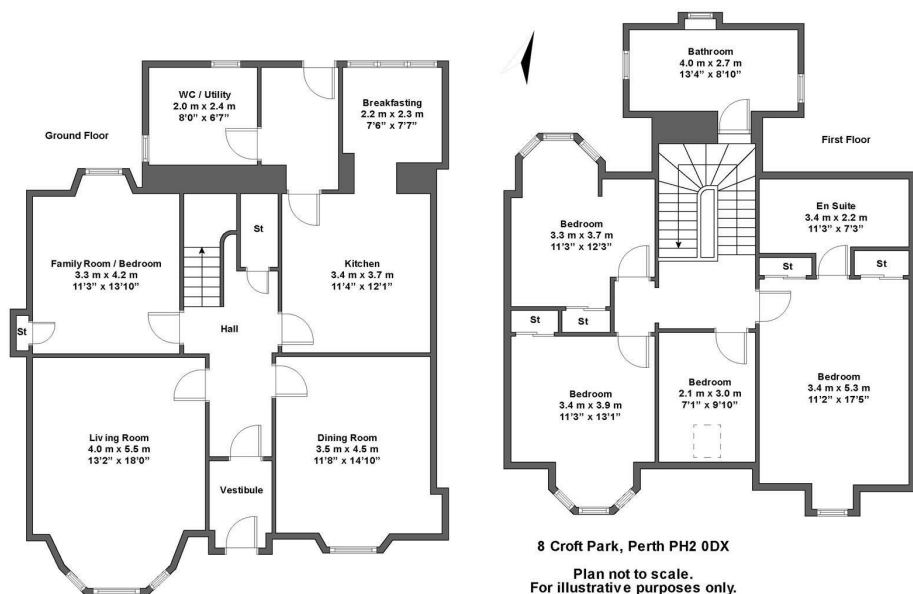 Ground Floor
WC / Utility
2.0 m x 2.4 m
8'0" x 6'7"
Breakfasting
2.2 m x 2.3 m
7'6" x 7'7"
Family Room / Bedroom
3.3 m x 4.2 m
11'3" x 13'10"
St
St
Kitchen
3.4 m x 3.7 m
11'4" x 12'1"
Hall
Living Room
4.0 m x 5.5 m
13'2" x 18'0"
Dining Room
3.5 m x 4.5 m
11'8" x 14'10"
Vestibule
First Floor
Bathroom
4.0 m x 2.7 m
13'4" x 8'10"
Bedroom
3.3 m x 3.7 m
11'3" x 12'3"
En Suite
3.4 m x 2.2 m
11'3" x 7'3"
St
St
St
St
Bedroom
3.4 m x 3.9 m
11'3" x 13'1"
Bedroom
2.1 m x 3.0 m
7'1" x 9'10"
Bedroom
3.4 m x 5.3 m
11'2" x 17'5"
8 Croft Park, Perth PH2 0DX
Plan not to scale.
For illustrative purposes only.